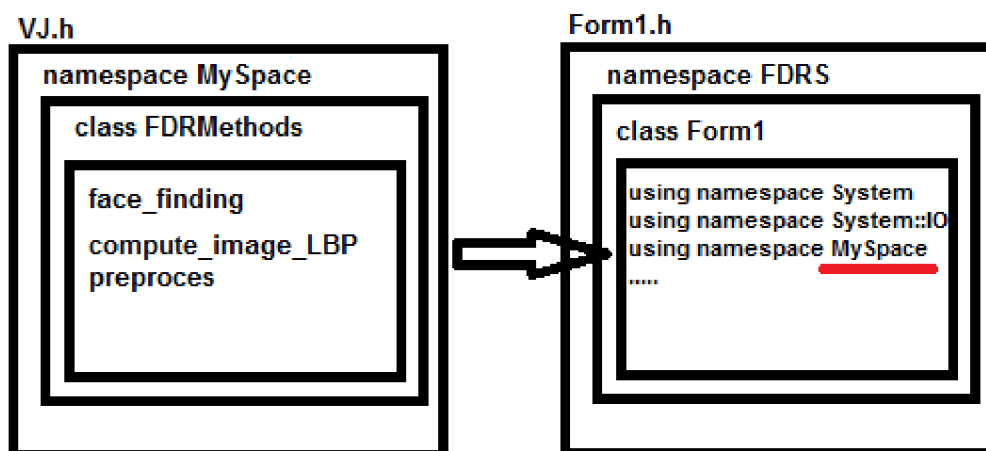 VJ.h
namespace MySpace
class FDRMethods
face_finding
compute_image_LBP
preproces
Form1.h
namespace FDRS
class Form1
using namespace System
using namespace System::IO
using namespace MySpace
.....